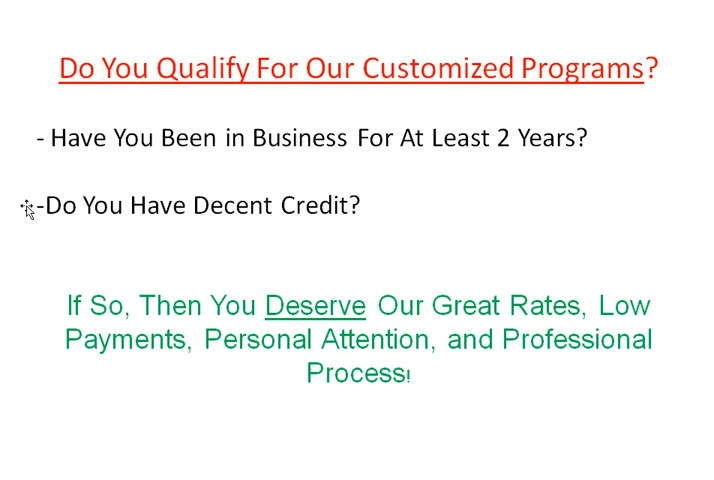 Do You Qualify For Our Customized Programs?
- Have You Been in Business For At Least 2 Years?
-Do You Have Decent Credit?
If So, Then You Deserve Our Great Rates, Low
Payments, Personal Attention, and Professional
Process!